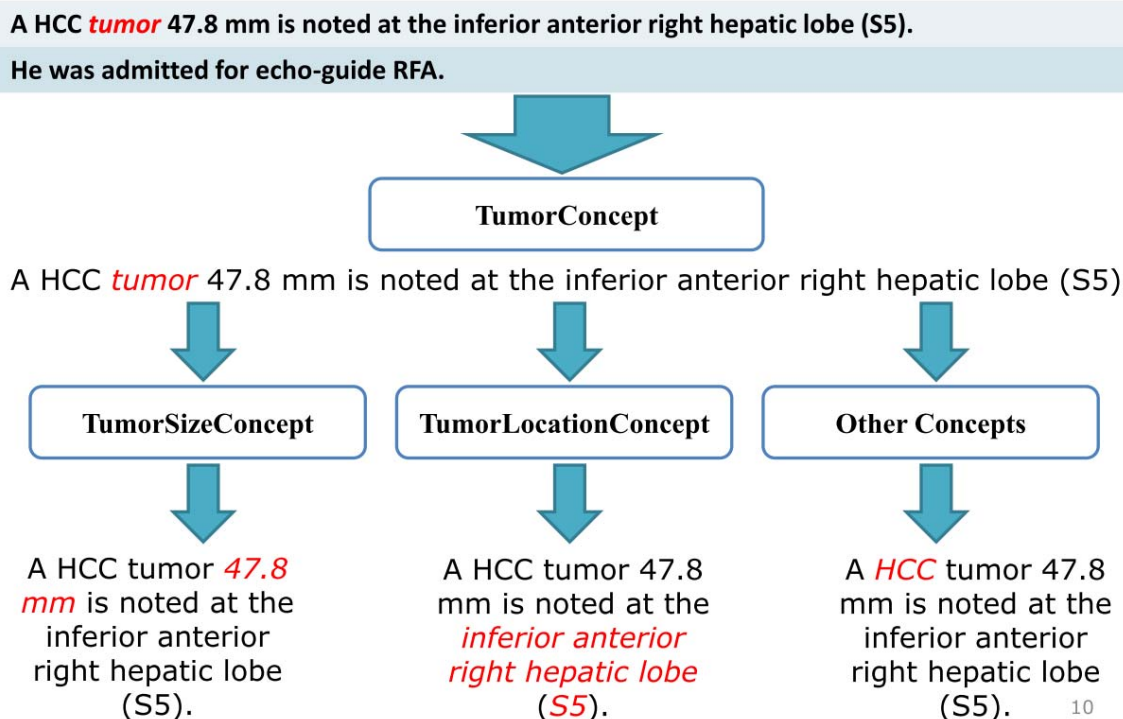 A HCC tumor 47.8 mm is noted at the inferior anterior right hepatic lobe (S5).
He was admitted for echo-guide RFA.
TumorConcept
A HCC tumor 47.8 mm is noted at the inferior anterior right hepatic lobe (S5)
TumorSizeConcept
TumorLocationConcept
Other Concepts
A HCC tumor 47.8
mm is noted at the
inferior anterior
right hepatic lobe
(S5).
A HCC tumor 47.8
mm is noted at the
inferior anterior
right hepatic lobe
(S5).
A HCC tumor 47.8
mm is noted at the
inferior anterior
right hepatic lobe
(S5).
10